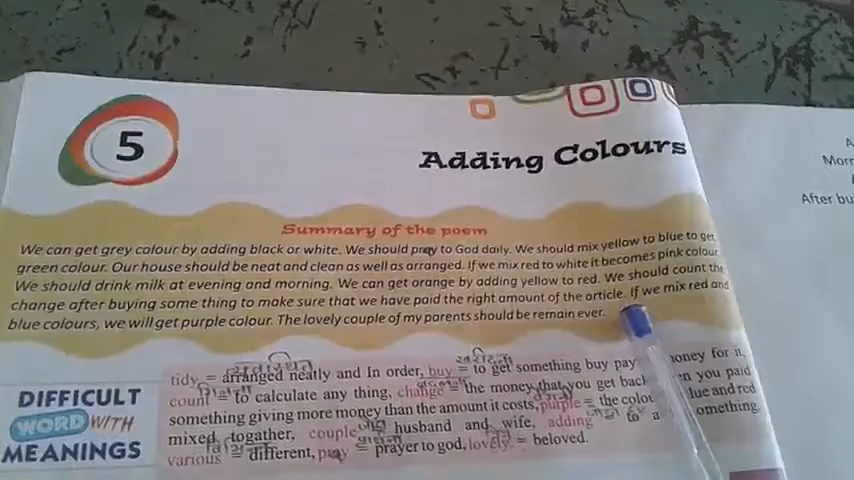 5
Adding Colours
A
Morn
After bu
Summary of the poem
We can get grey colour by adding black or white. We should pray to God daily. We should mix yellow to blue to get
green colour. Our house should be neat and clean as well as arranged. If we mix red to white it becomes pink colour
We should drink milk at evening and morning. We can get orange by adding yellow to red. We should count the
change after buying some thing to make sure that we have paid the right amount of the article. If we mix red and
blue colours, we will get purple colour. The lovely couple of my parents should be remain ever.
DIFFICULT
WORD WITH
MEANINGS
tidy = arranged neatly and In order, buy = to get something buy pay money for it,
count = to calculate any thing, change = the money that you get back en you paid
something giving more money than the amount it costs, purple = the colou lue and red
mixed together, couple husband and wife, adding to a omething,
various = different, pray = prayer to god, lovely = beloved.